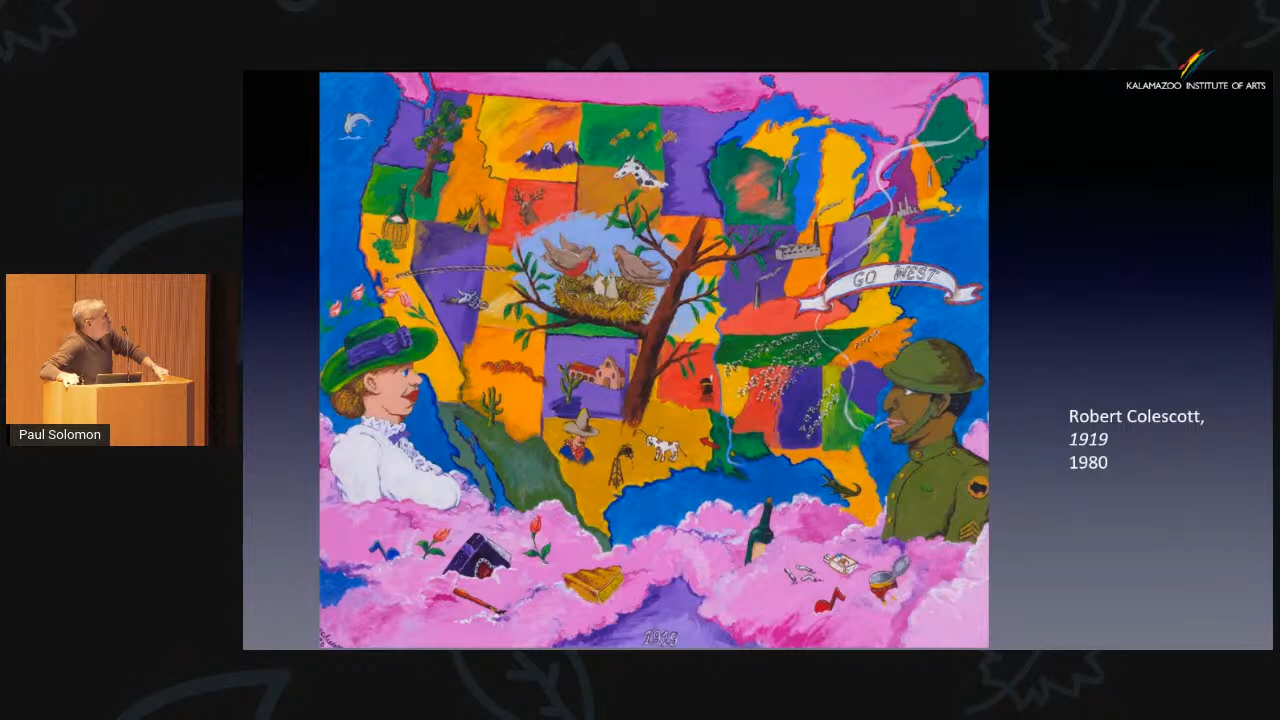 KALAMAZOO INSTITUTE OF ARTS
GO WEST
Paul Solomon
Robert Colescott,
1919
1980
1919